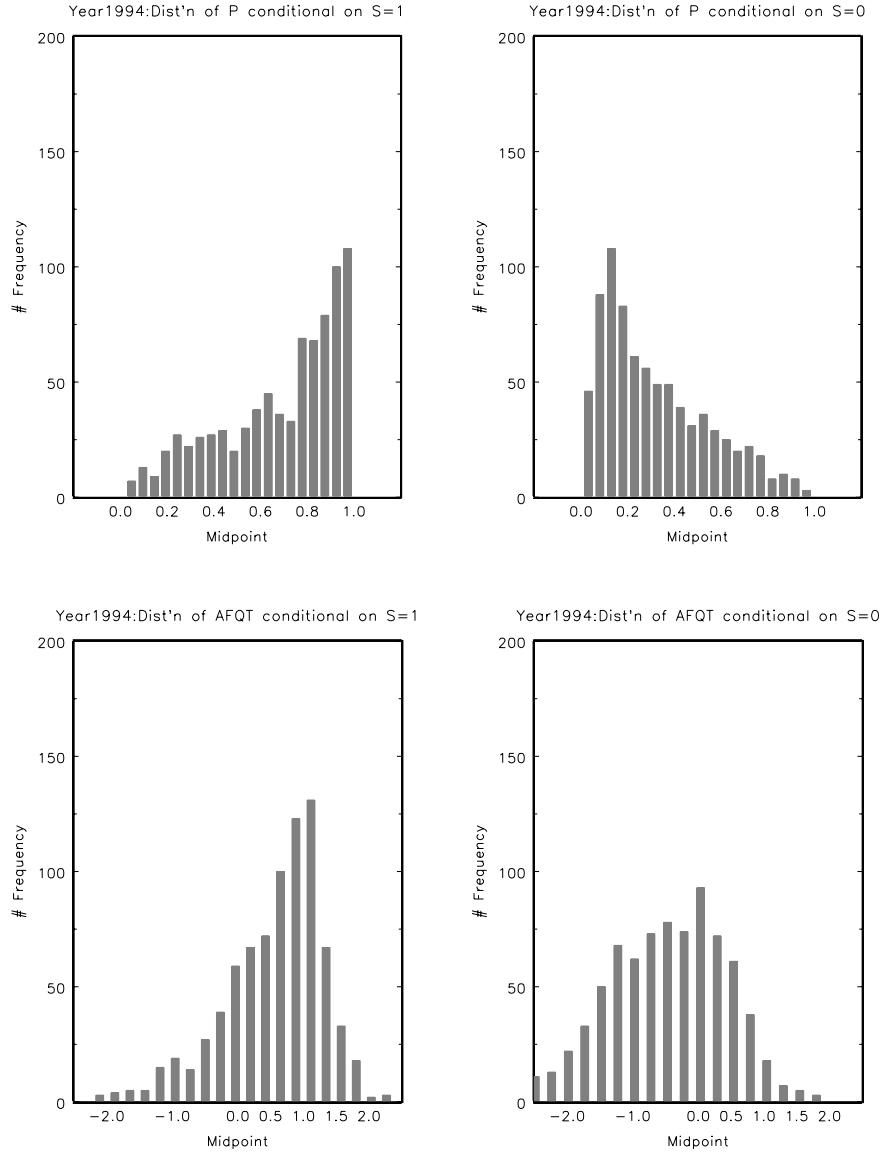 Year1994:Dist'n of P conditional on S=1
200
150
100
50
0
# Frequency
0.0 0.2 0.4 0.6 0.8 1.0
Midpoint
Year1994:Dist'n of P conditional on S=0
200
150
100
50
0
# Frequency
0.0 0.2 0.4 0.6 0.8 1.0
Midpoint
Year1994:Dist'n of AFQT conditional on S=1
200
150
100
50
0
# Frequency
−2.0 −1.0 0.0 0.5 1.0 1.5 2.0
Midpoint
Year1994:Dist'n of AFQT conditional on S=0
200
150
100
50
0
# Frequency
−2.0 −1.0 0.0 0.5 1.0 1.5 2.0
Midpoint